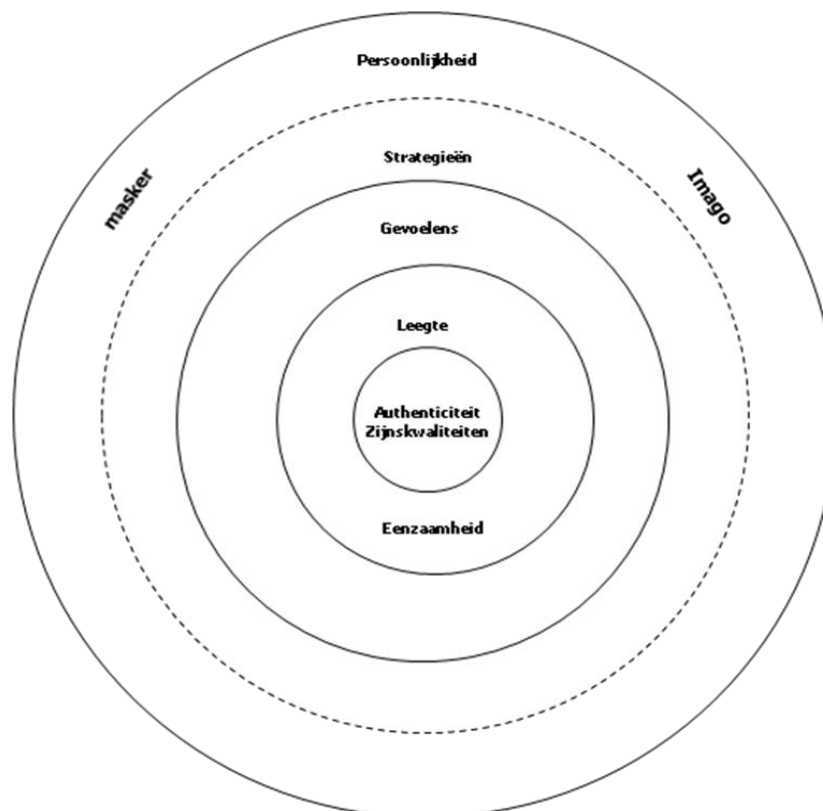 Persoonlijkheid
Strategieën
masker
Imago
Gevoelens
Leegte
Authenticiteit
Zijnskwaliteiten
Eenzaamheid